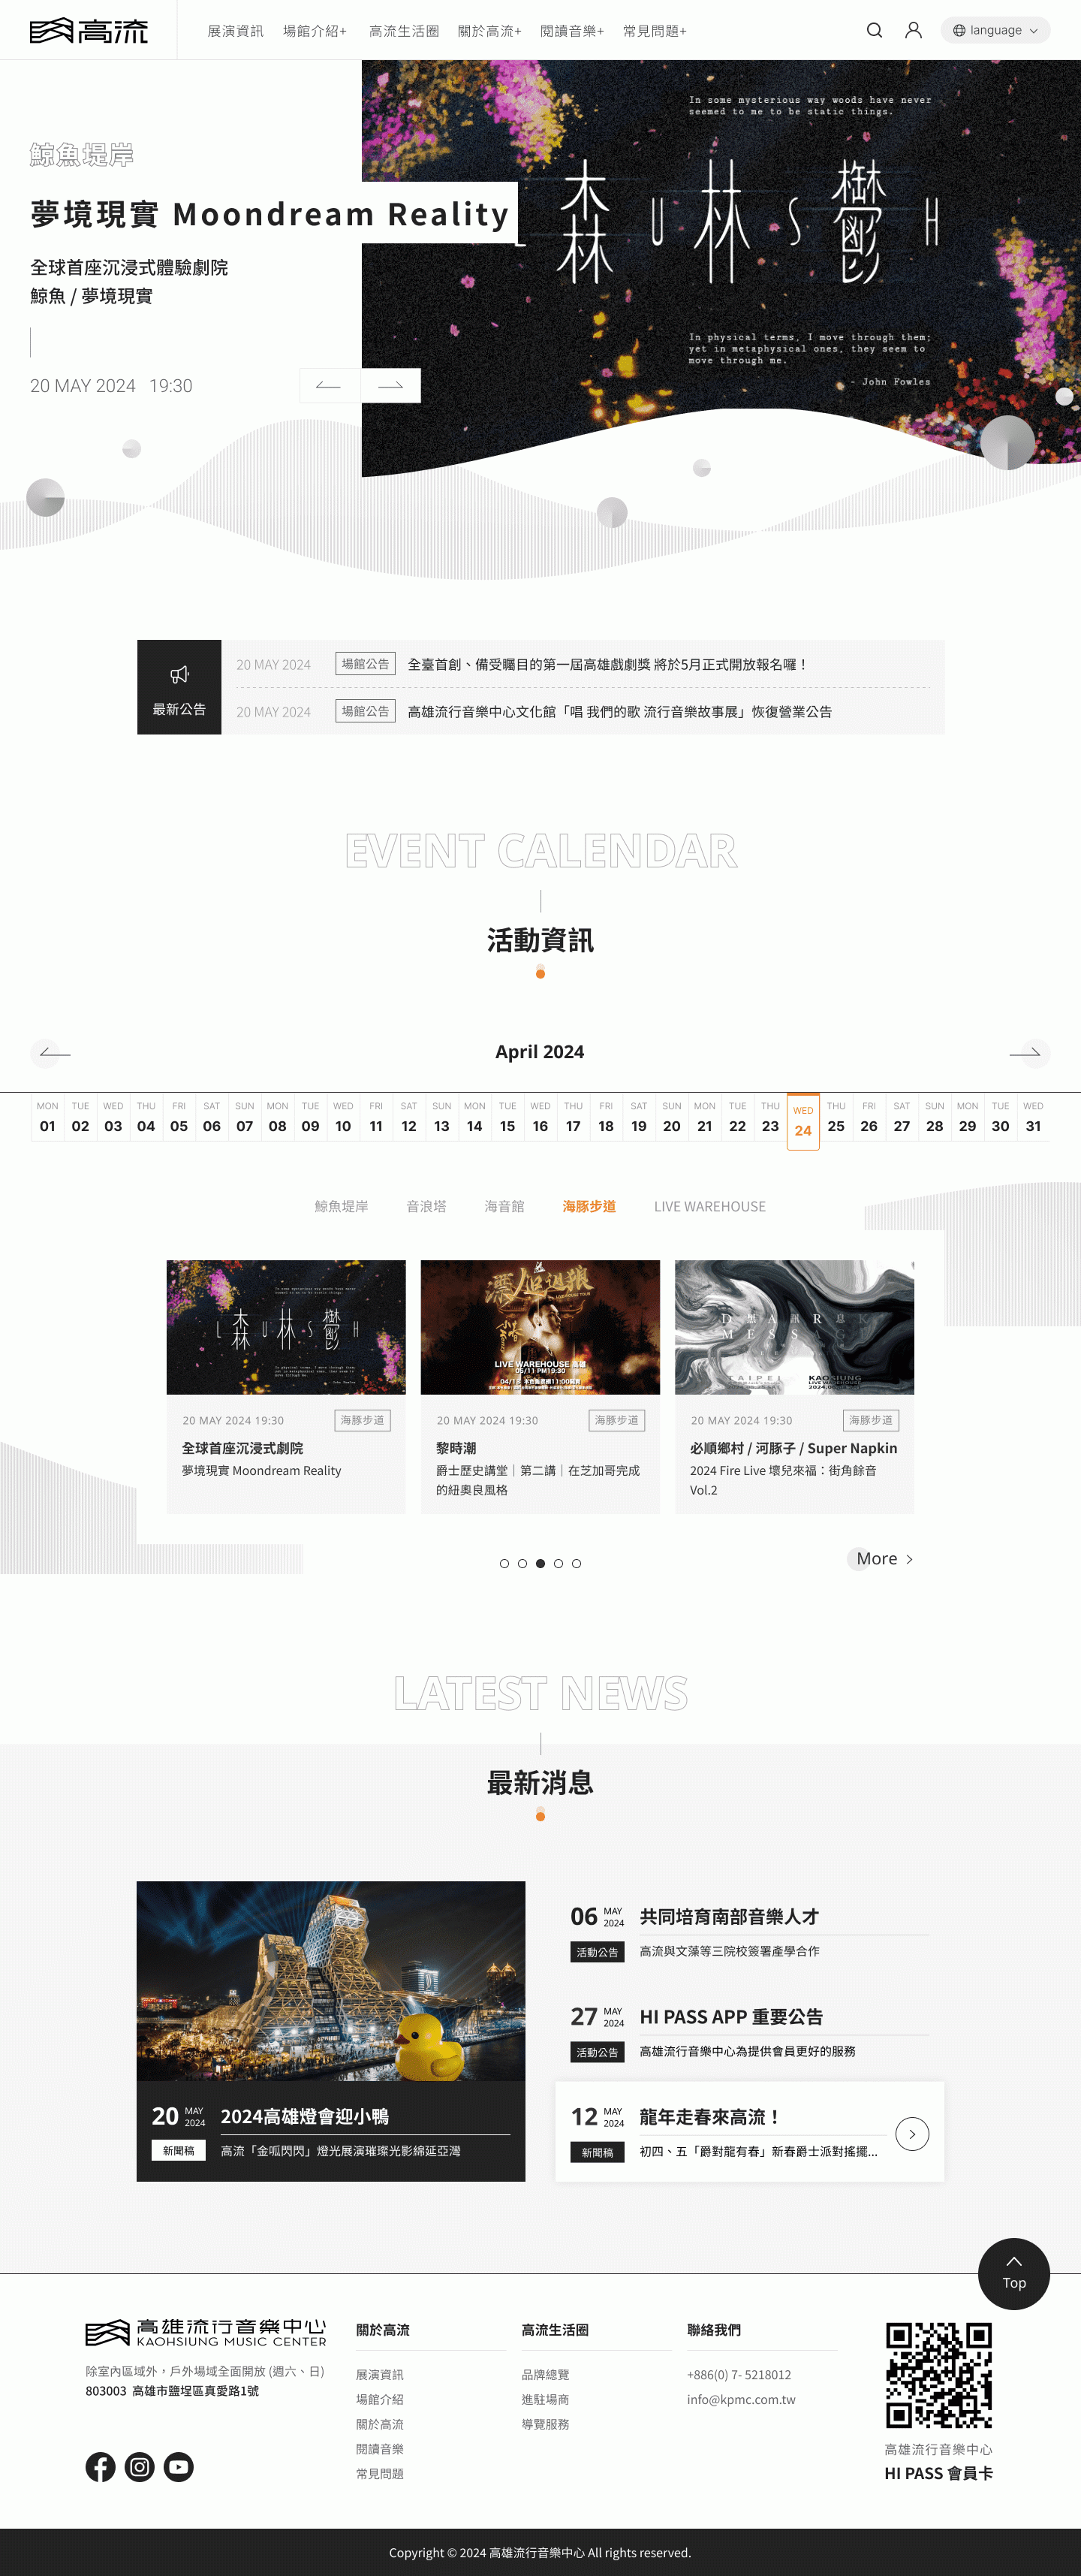 高流
展演資訊
場館介紹+
高流生活圈
關於高流+
閱讀音樂+
常見問題+
language
鯨魚堤岸
夢境現實 Moondream Reality
全球首座沉浸式體驗劇院
鯨魚 / 夢境現實
20 MAY 2024 19:30
In some mysterious way woods have never
seemed to me to be static things.
L 森 U 林 S 鬱 H
In physical terms, I move through them;
yet in metaphysical ones, they seem to
move through me.
- John Fowles
最新公告
20 MAY 2024 場館公告 全臺首創、備受矚目的第一屆高雄戲劇獎 將於5月正式開放報名囉！
20 MAY 2024 場館公告 高雄流行音樂中心文化館「唱 我們的歌 流行音樂故事展」恢復營業公告
EVENT CALENDAR
活動資訊
April 2024
MON TUE WED THU FRI SAT SUN MON TUE WED FRI SAT SUN MON TUE WED THU FRI SAT SUN MON TUE THU WED THU FRI SAT SUN MON TUE WED
01 02 03 04 05 06 07 08 09 10 11 12 13 14 15 16 17 18 19 20 21 22 23 24 25 26 27 28 29 30 31
鯨魚堤岸 音浪塔 海音館 海豚步道 LIVE WAREHOUSE
L 森 U 林 S 鬱 H
LIVE WAREHOUSE 高雄
05/11 PM19:30
TAIPEI
KAOHSIUNG
20 MAY 2024 19:30 海豚步道
全球首座沉浸式劇院
夢境現實 Moondream Reality
20 MAY 2024 19:30 海豚步道
黎時潮
爵士歷史講堂｜第二講｜在芝加哥完成
的紐奧良風格
20 MAY 2024 19:30 海豚步道
必順鄉村 / 河豚子 / Super Napkin
2024 Fire Live 壞兒來福：街角餘音
Vol.2
More
LATEST NEWS
最新消息
20 MAY 2024
新聞稿
2024高雄燈會迎小鴨
高流「金呱閃閃」燈光展演璀璨光影綿延亞灣
06 MAY 2024
活動公告
共同培育南部音樂人才
高流與文藻等三院校簽署產學合作
27 MAY 2024
活動公告
HI PASS APP 重要公告
高雄流行音樂中心為提供會員更好的服務
12 MAY 2024
新聞稿
龍年走春來高流！
初四、五「爵對龍有春」新春爵士派對搖擺...
Top
高雄流行音樂中心
KAOHSIUNG MUSIC CENTER
除室內區域外，戶外場域全面開放 (週六、日)
803003 高雄市鹽埕區真愛路1號
關於高流
展演資訊
場館介紹
關於高流
閱讀音樂
常見問題
高流生活圈
品牌總覽
進駐場商
導覽服務
聯絡我們
+886(0) 7- 5218012
info@kpmc.com.tw
高雄流行音樂中心
HI PASS 會員卡
Copyright © 2024 高雄流行音樂中心 All rights reserved.